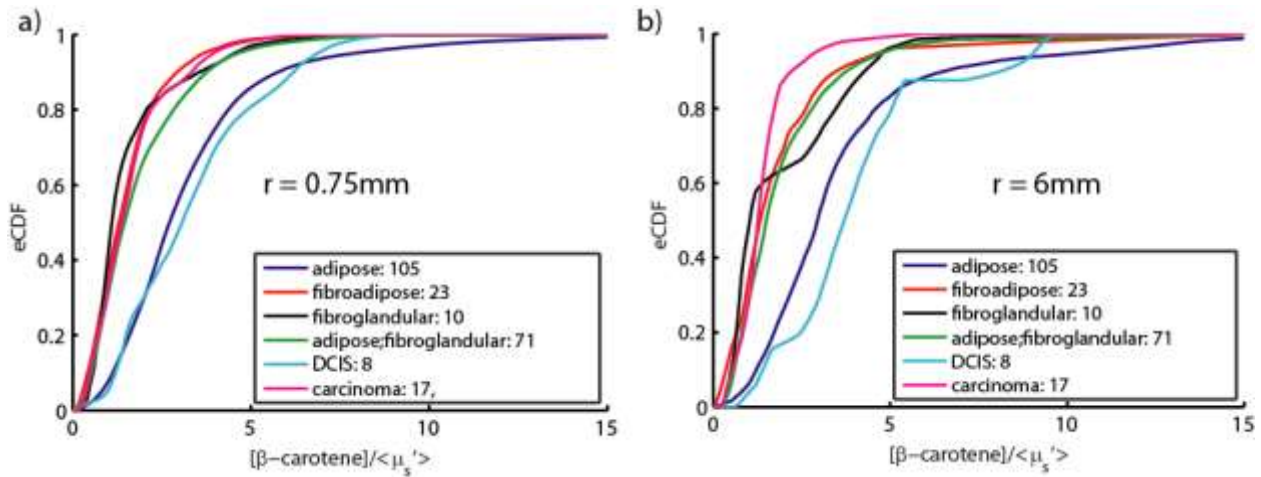 a)
1
0.8
0.6
0.4
0.2
0
eCDF
r = 0.75mm
adipose: 105
fibroadipose: 23
fibroglandular: 10
adipose;fibroglandular: 71
DCIS: 8
carcinoma: 17,
0 5 10 15
[β−carotene]/<μs'>
b)
1
0.8
0.6
0.4
0.2
0
eCDF
r = 6mm
adipose: 105
fibroadipose: 23
fibroglandular: 10
adipose;fibroglandular: 71
DCIS: 8
carcinoma: 17
0 5 10 15
[β−carotene]/<μs'>